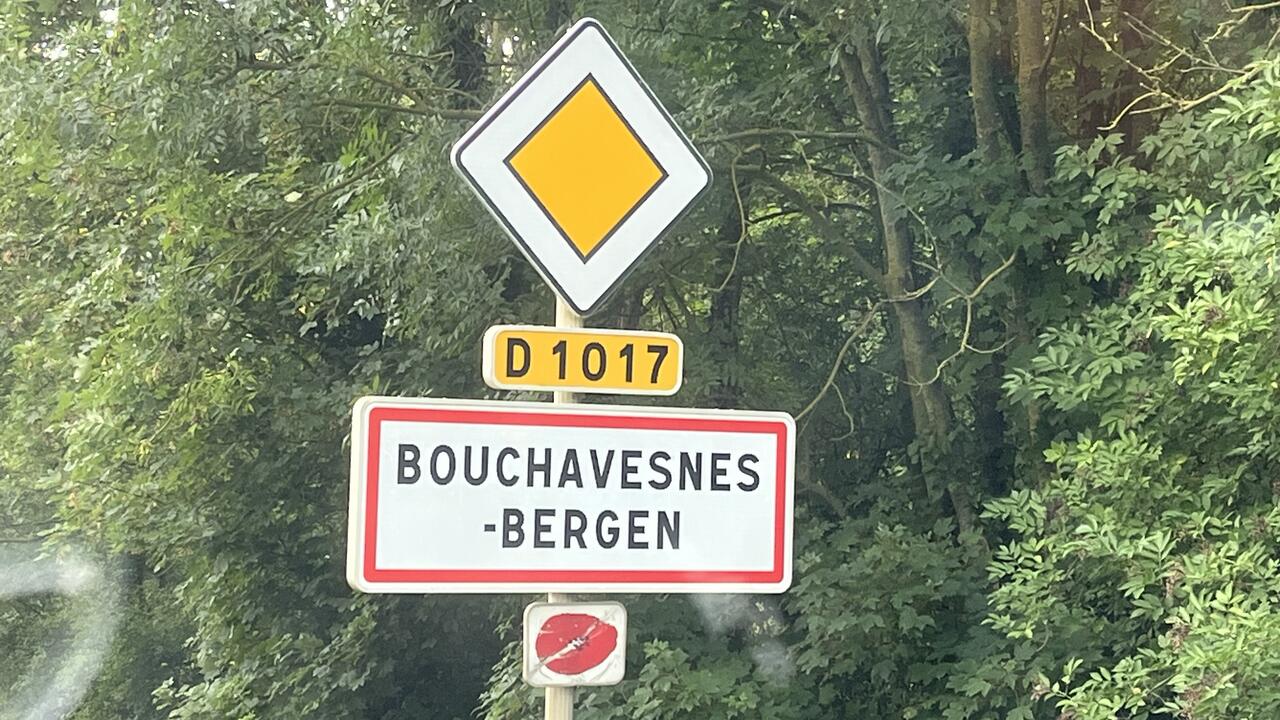 D 1017
BOUCHAVESNES
-BERGEN